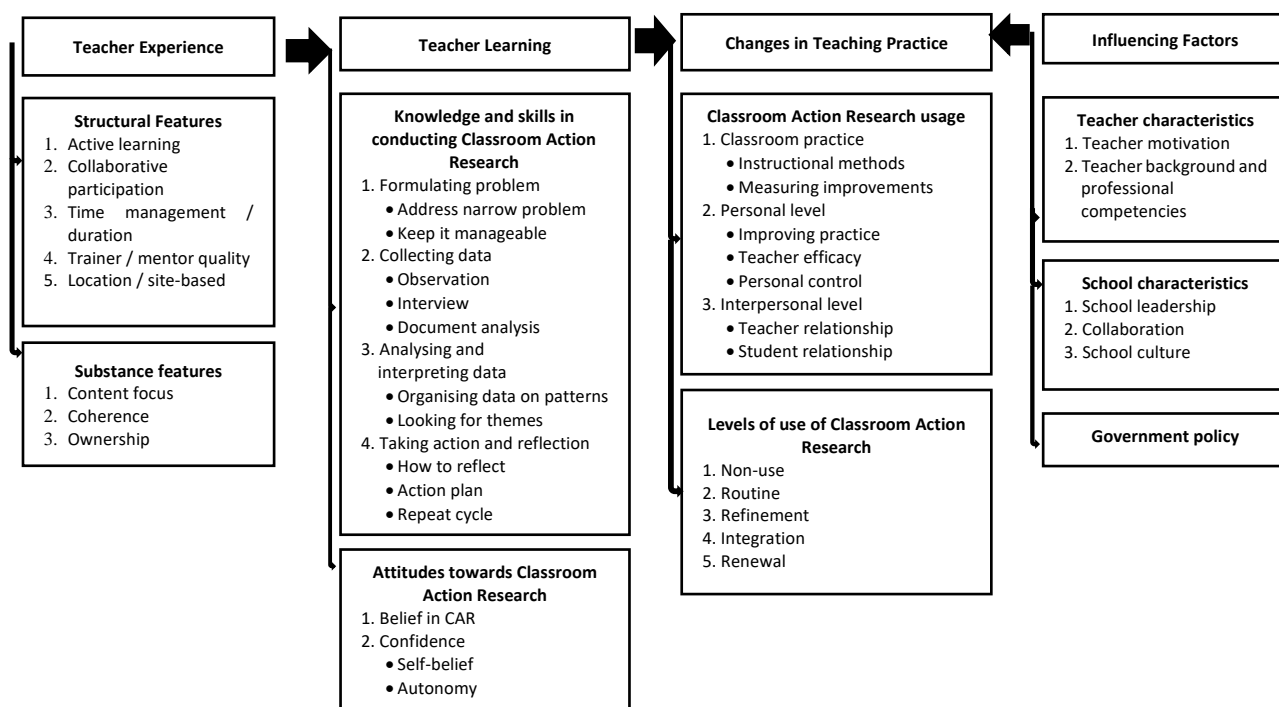 Teacher Experience
Structural Features
1. Active learning
2. Collaborative
participation
3. Time management /
duration
4. Trainer / mentor quality
5. Location / site-based
Substance features
1. Content focus
2. Coherence
3. Ownership
Teacher Learning
Knowledge and skills in
conducting Classroom Action
Research
1. Formulating problem
• Address narrow problem
• Keep it manageable
2. Collecting data
• Observation
• Interview
• Document analysis
3. Analysing and
interpreting data
• Organising data on patterns
• Looking for themes
4. Taking action and reflection
• How to reflect
• Action plan
• Repeat cycle
Attitudes towards Classroom
Action Research
1. Belief in CAR
2. Confidence
• Self-belief
• Autonomy
Changes in Teaching Practice
Classroom Action Research usage
1. Classroom practice
• Instructional methods
• Measuring improvements
2. Personal level
• Improving practice
• Teacher efficacy
• Personal control
3. Interpersonal level
• Teacher relationship
• Student relationship
Levels of use of Classroom Action
Research
1. Non-use
2. Routine
3. Refinement
4. Integration
5. Renewal
Influencing Factors
Teacher characteristics
1. Teacher motivation
2. Teacher background and
professional
competencies
School characteristics
1. School leadership
2. Collaboration
3. School culture
Government policy